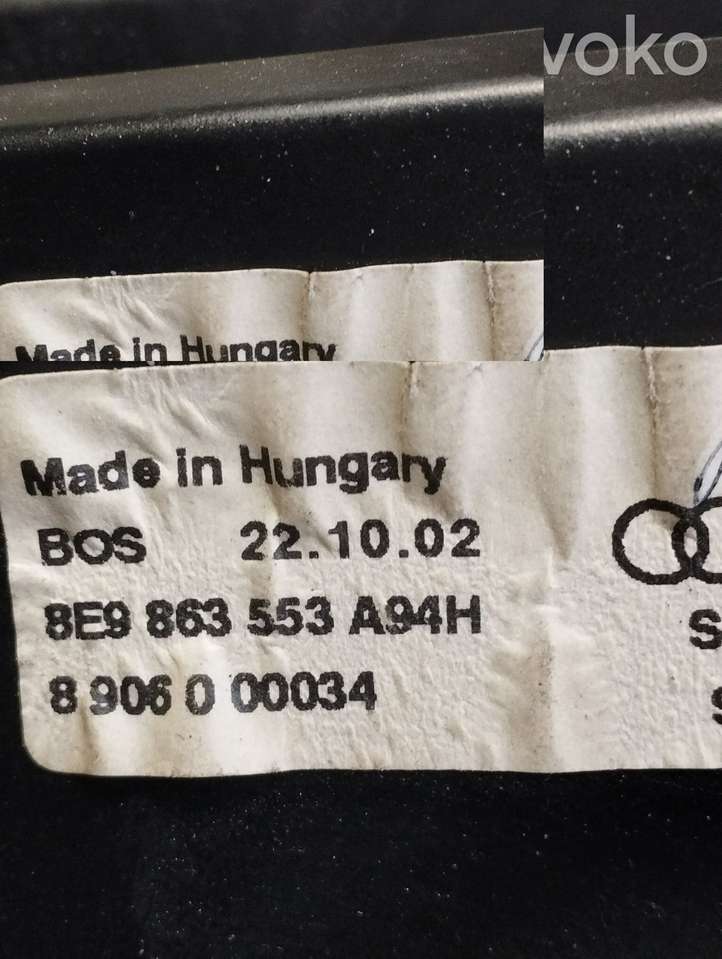 voko
Made in Hungary
Made in Hungary
BOS 22.10.02
8E9 863 553 A94H
S
8 906 0 00034
S